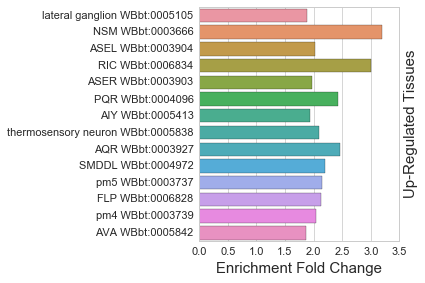 lateral ganglion WBbt:0005105
NSM WBbt:0003666
ASEL WBbt:0003904
RIC WBbt:0006834
ASER WBbt:0003903
PQR WBbt:0004096
AIY WBbt:0005413
thermosensory neuron WBbt:0005838
AQR WBbt:0003927
SMDDL WBbt:0004972
pm5 WBbt:0003737
FLP WBbt:0006828
pm4 WBbt:0003739
AVA WBbt:0005842
0.0 0.5 1.0 1.5 2.0 2.5 3.0 3.5
Enrichment Fold Change
Up-Regulated Tissues